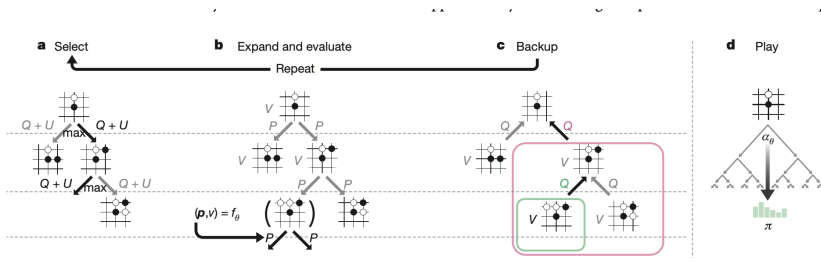 a Select
b Expand and evaluate
c Backup
d Play
Repeat
Q + U max Q + U
Q + U max Q + U
V
P P
V V
P P
(p,v) = fθ
P P
Q Q
V V
Q Q
V V
αθ
π